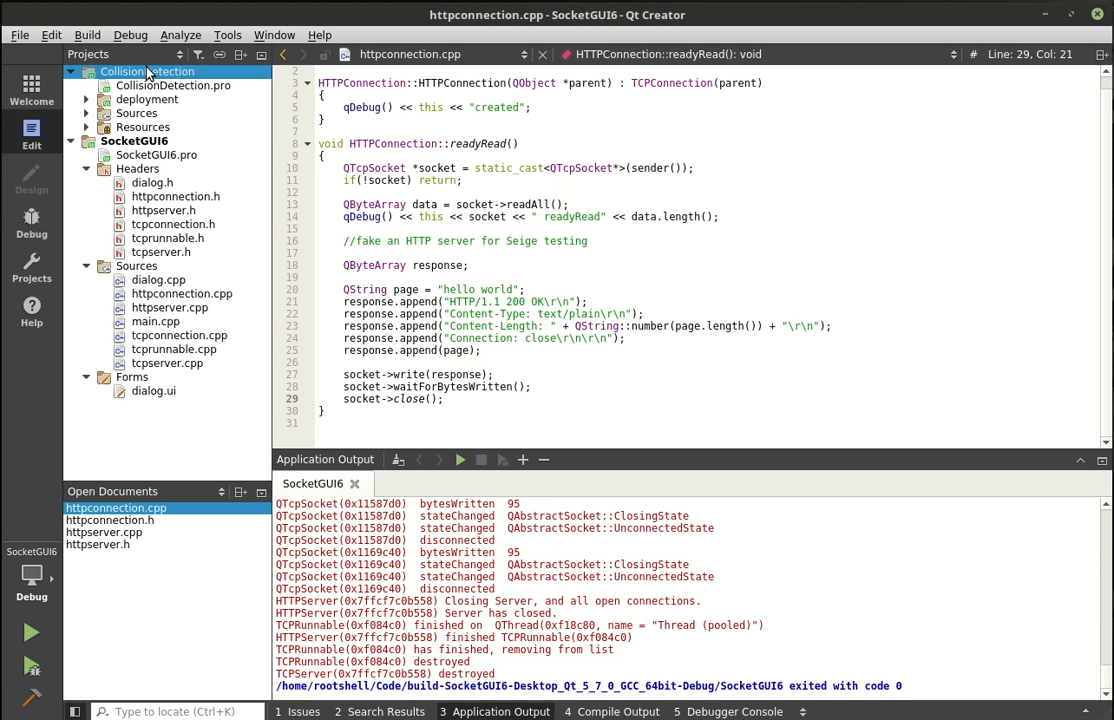 httpconnection.cpp - SocketGUI6 - Qt Creator
File Edit Build Debug Analyze Tools Window Help
Projects
httpconnection.cpp
HTTPConnection::readyRead(): void
# Line: 29, Col: 21
Welcome
Edit
Design
Debug
Projects
Help
SocketGUI6
Debug
CollisionDetection
CollisionDetection.pro
deployment
Sources
Resources
SocketGUI6
SocketGUI6.pro
Headers
dialog.h
httpconnection.h
httpserver.h
tcpconnection.h
tcprunnable.h
tcpserver.h
Sources
dialog.cpp
httpconnection.cpp
httpserver.cpp
main.cpp
tcpconnection.cpp
tcprunnable.cpp
tcpserver.cpp
Forms
dialog.ui
Open Documents
httpconnection.cpp
httpconnection.h
httpserver.cpp
httpserver.h
2
3 HTTPConnection::HTTPConnection(QObject *parent) : TCPConnection(parent)
4 {
5     qDebug() << this << "created";
6 }
7
8 void HTTPConnection::readyRead()
9 {
10     QTcpSocket *socket = static_cast<QTcpSocket*>(sender());
11     if(!socket) return;
12
13     QByteArray data = socket->readAll();
14     qDebug() << this << socket << " readyRead" << data.length();
15
16     //fake an HTTP server for Seige testing
17
18     QByteArray response;
19
20     QString page = "hello world";
21     response.append("HTTP/1.1 200 OK\r\n");
22     response.append("Content-Type: text/plain\r\n");
23     response.append("Content-Length: " + QString::number(page.length()) + "\r\n");
24     response.append("Connection: close\r\n\r\n");
25     response.append(page);
26
27     socket->write(response);
28     socket->waitForBytesWritten();
29     socket->close();
30 }
31
Application Output
SocketGUI6
QTcpSocket(0x11587d0)  bytesWritten  95
QTcpSocket(0x11587d0)  stateChanged  QAbstractSocket::ClosingState
QTcpSocket(0x11587d0)  stateChanged  QAbstractSocket::UnconnectedState
QTcpSocket(0x11587d0)  disconnected
QTcpSocket(0x1169c40)  bytesWritten  95
QTcpSocket(0x1169c40)  stateChanged  QAbstractSocket::ClosingState
QTcpSocket(0x1169c40)  stateChanged  QAbstractSocket::UnconnectedState
QTcpSocket(0x1169c40)  disconnected
HTTPServer(0x7ffcf7c0b558) Closing Server, and all open connections.
HTTPServer(0x7ffcf7c0b558) Server has closed.
TCPRunnable(0xf084c0) finished on  QThread(0xf18c80, name = "Thread (pooled)")
HTTPServer(0x7ffcf7c0b558) finished TCPRunnable(0xf084c0)
TCPRunnable(0xf084c0) has finished, removing from list
TCPRunnable(0xf084c0) destroyed
TCPServer(0x7ffcf7c0b558) destroyed
/home/rootshell/Code/build-SocketGUI6-Desktop_Qt_5_7_0_GCC_64bit-Debug/SocketGUI6 exited with code 0
Type to locate (Ctrl+K)
1 Issues 2 Search Results 3 Application Output 4 Compile Output 5 Debugger Console